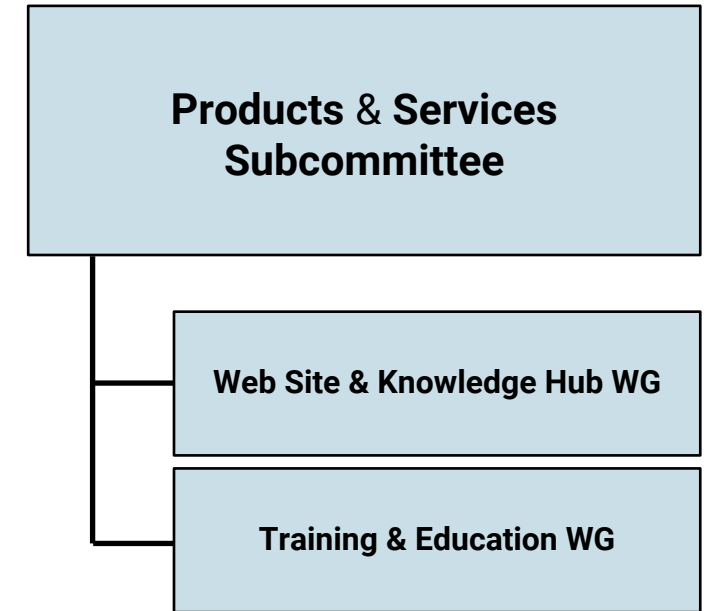 Products & Services
Subcommittee
Web Site & Knowledge Hub WG
Training & Education WG